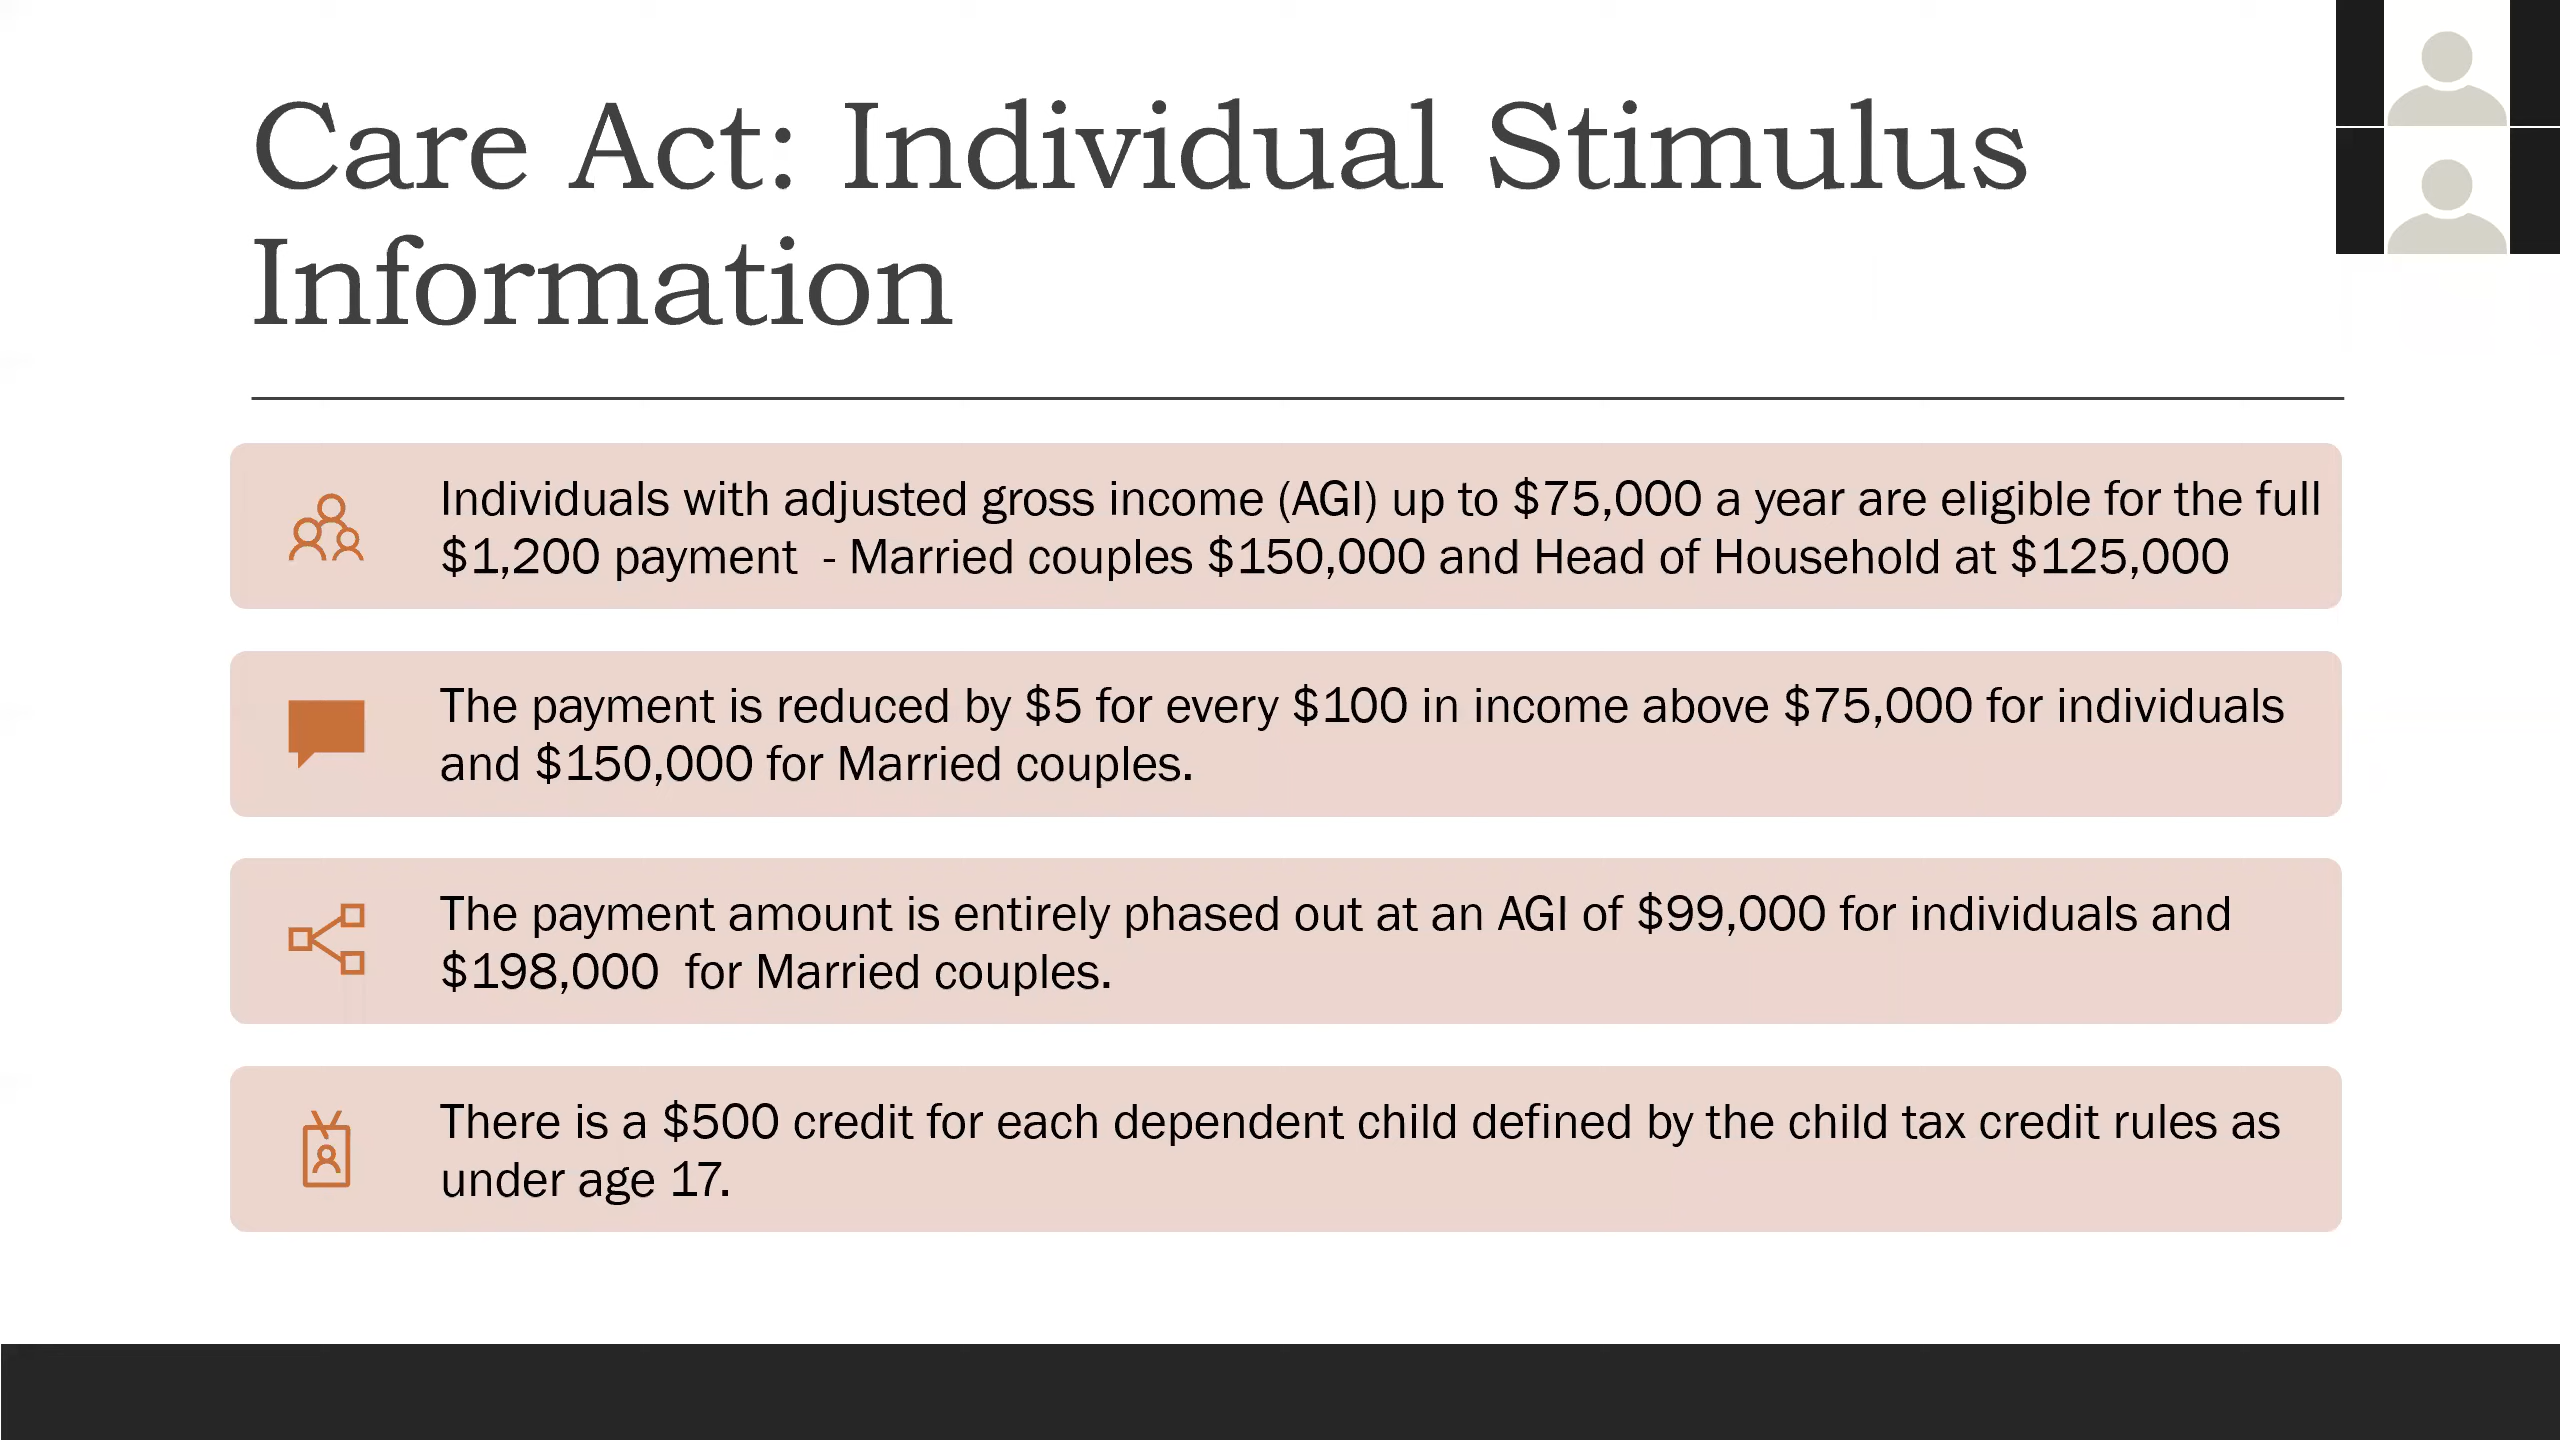 Care Act: Individual Stimulus
Information
Individuals with adjusted gross income (AGI) up to $75,000 a year are eligible for the full
$1,200 payment  - Married couples $150,000 and Head of Household at $125,000
The payment is reduced by $5 for every $100 in income above $75,000 for individuals
and $150,000 for Married couples.
The payment amount is entirely phased out at an AGI of $99,000 for individuals and
$198,000  for Married couples.
There is a $500 credit for each dependent child defined by the child tax credit rules as
under age 17.